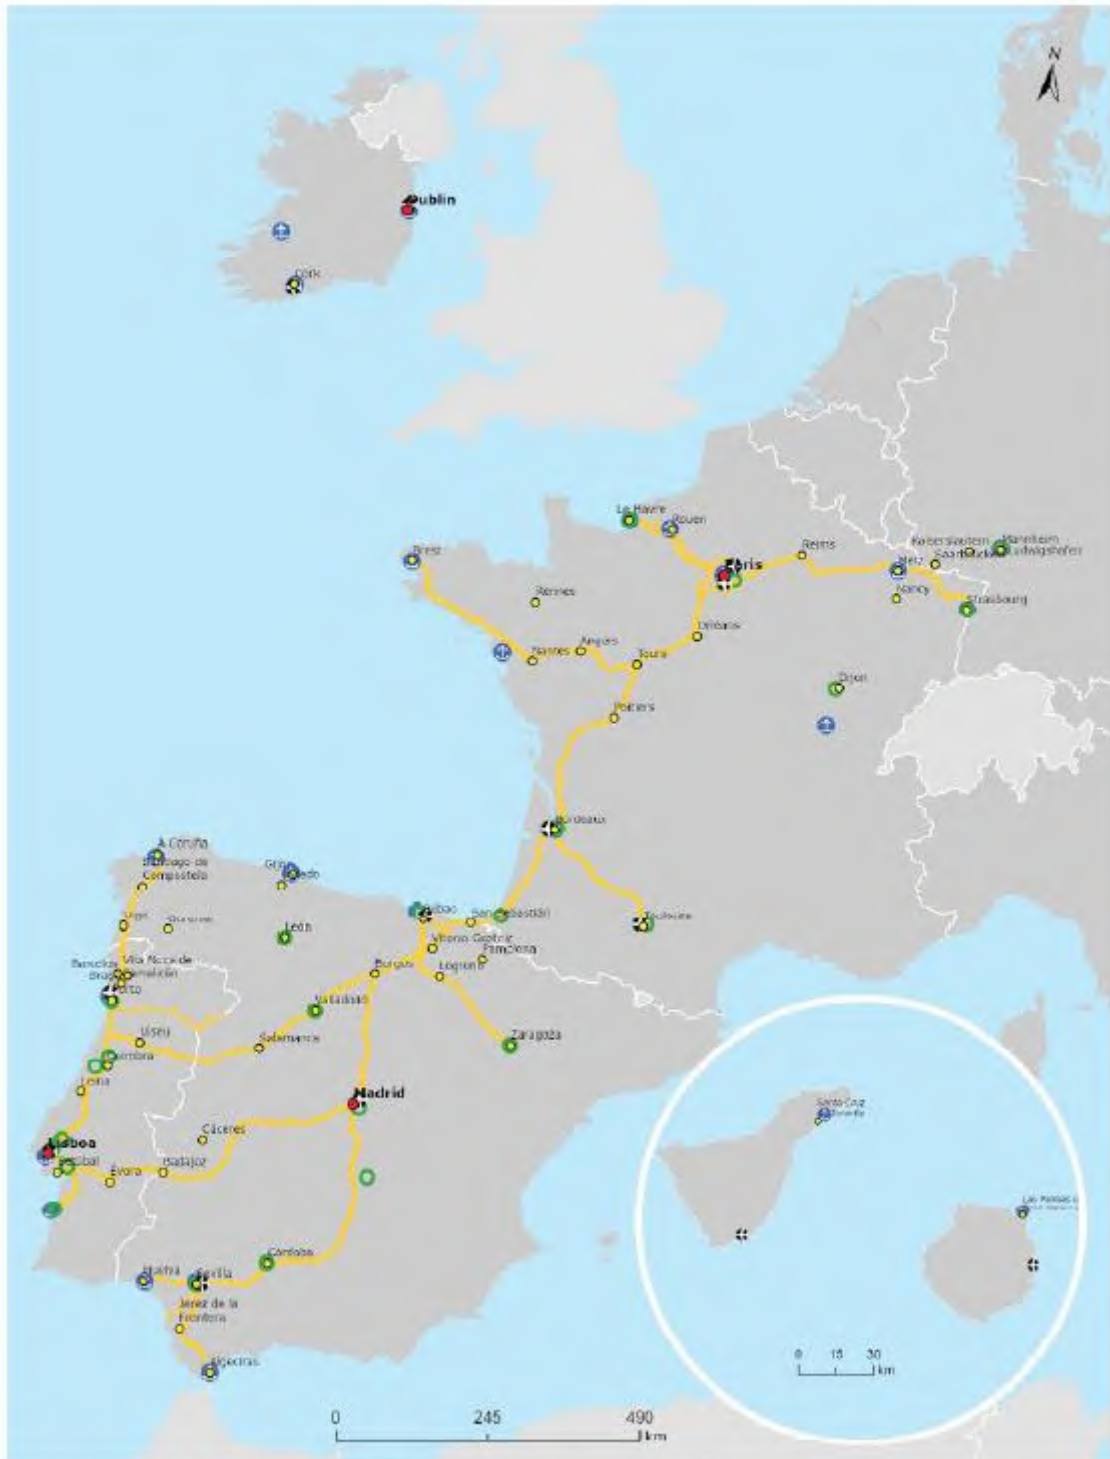 N
Dublin
Cork
Le Havre
Rouen
Brest
Rennes
Paris
Reims
Metz
Kaiserslautern
Saarbrücken
Mannheim
Ludwigshafen
Nancy
Strasbourg
Nantes
Angers
Tours
Orléans
Dijon
Poitiers
Bordeaux
Toulouse
A Coruña
Santiago de
Compostela
Vigo
León
Bilbao
San Sebastián
Pamplona
Logroño
Burgos
Porto
Valladolid
Viseu
Salamanca
Zaragoza
Leiria
Madrid
Cáceres
Lisboa
Évora
Badajoz
Córdoba
Huelva
Sevilla
Jerez de la
Frontera
Algeciras
Santa Cruz
Las Palmas
0 15 30
km
0 245 490
km